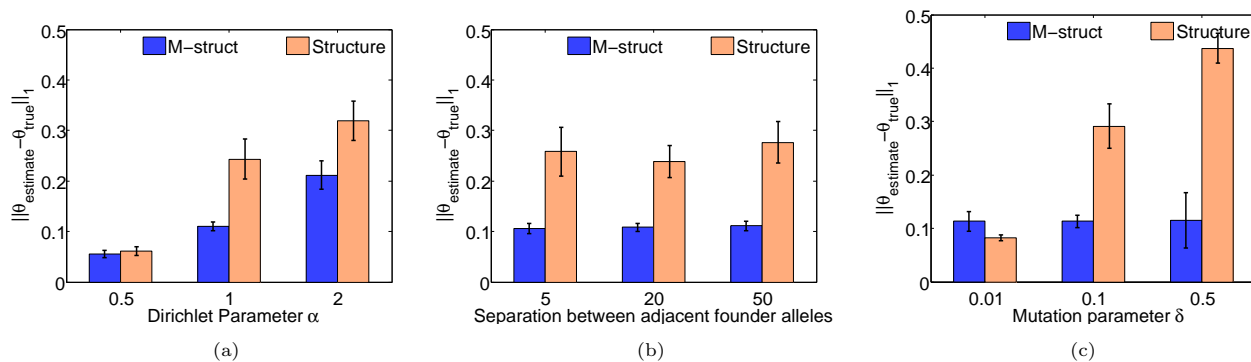 0.5
0.4
0.3
0.2
0.1
0
||θestimate−θtrue||1
M−struct
Structure
0.5 1 2
Dirichlet Parameter α
(a)
0.5
0.4
0.3
0.2
0.1
0
||θestimate−θtrue||1
M−struct
Structure
5 20 50
Separation between adjacent founder alleles
(b)
0.5
0.4
0.3
0.2
0.1
0
||θestimate−θtrue||1
M−struct
Structure
0.01 0.1 0.5
Mutation parameter δ
(c)